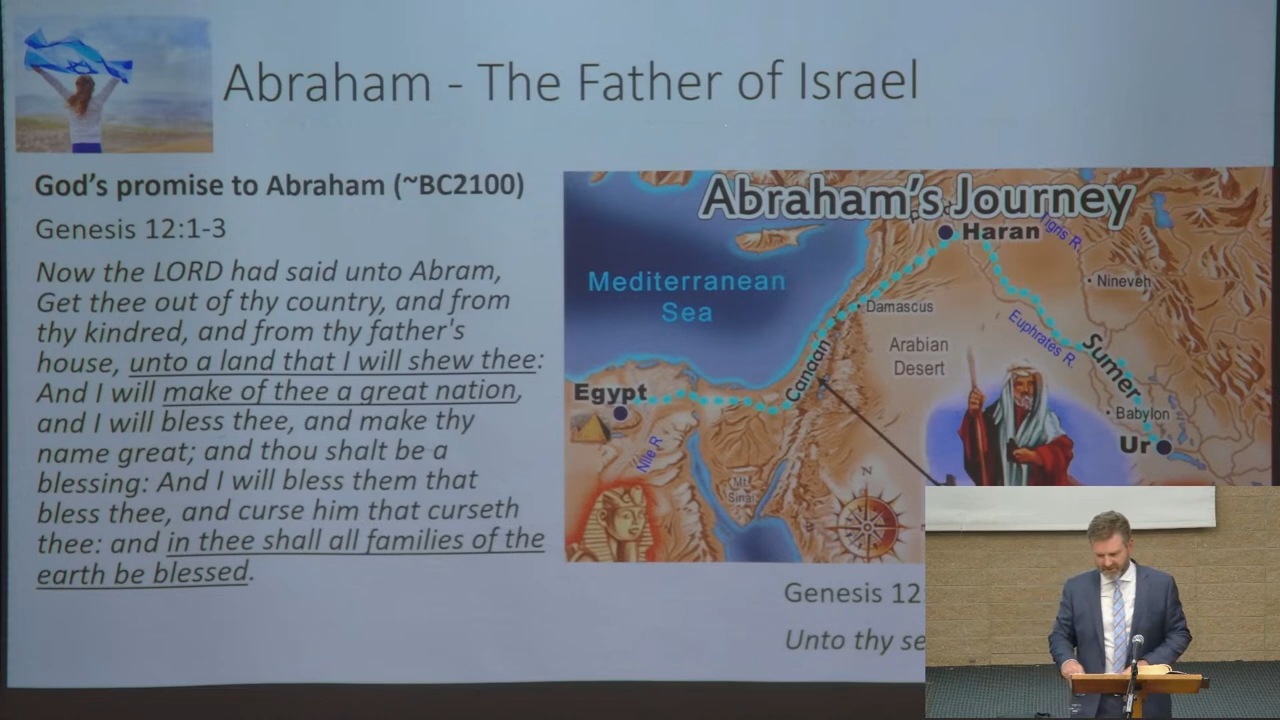 Abraham - The Father of Israel
God's promise to Abraham (~BC2100)
Genesis 12:1-3
Now the LORD had said unto Abram,
Get thee out of thy country, and from
thy kindred, and from thy father's
house, unto a land that I will shew thee:
And I will make of thee a great nation,
and I will bless thee, and make thy
name great; and thou shalt be a
blessing: And I will bless them that
bless thee, and curse him that curseth
thee: and in thee shall all families of the
earth be blessed.
Abraham's Journey
Haran
Tigris R.
Mediterranean
Sea
Nineveh
Damascus
Euphrates R.
Arabian
Desert
Canaan
Sumer
Egypt
Babylon
Ur
Nile R
Mt.
Sinai
N
Genesis 12
Unto thy se